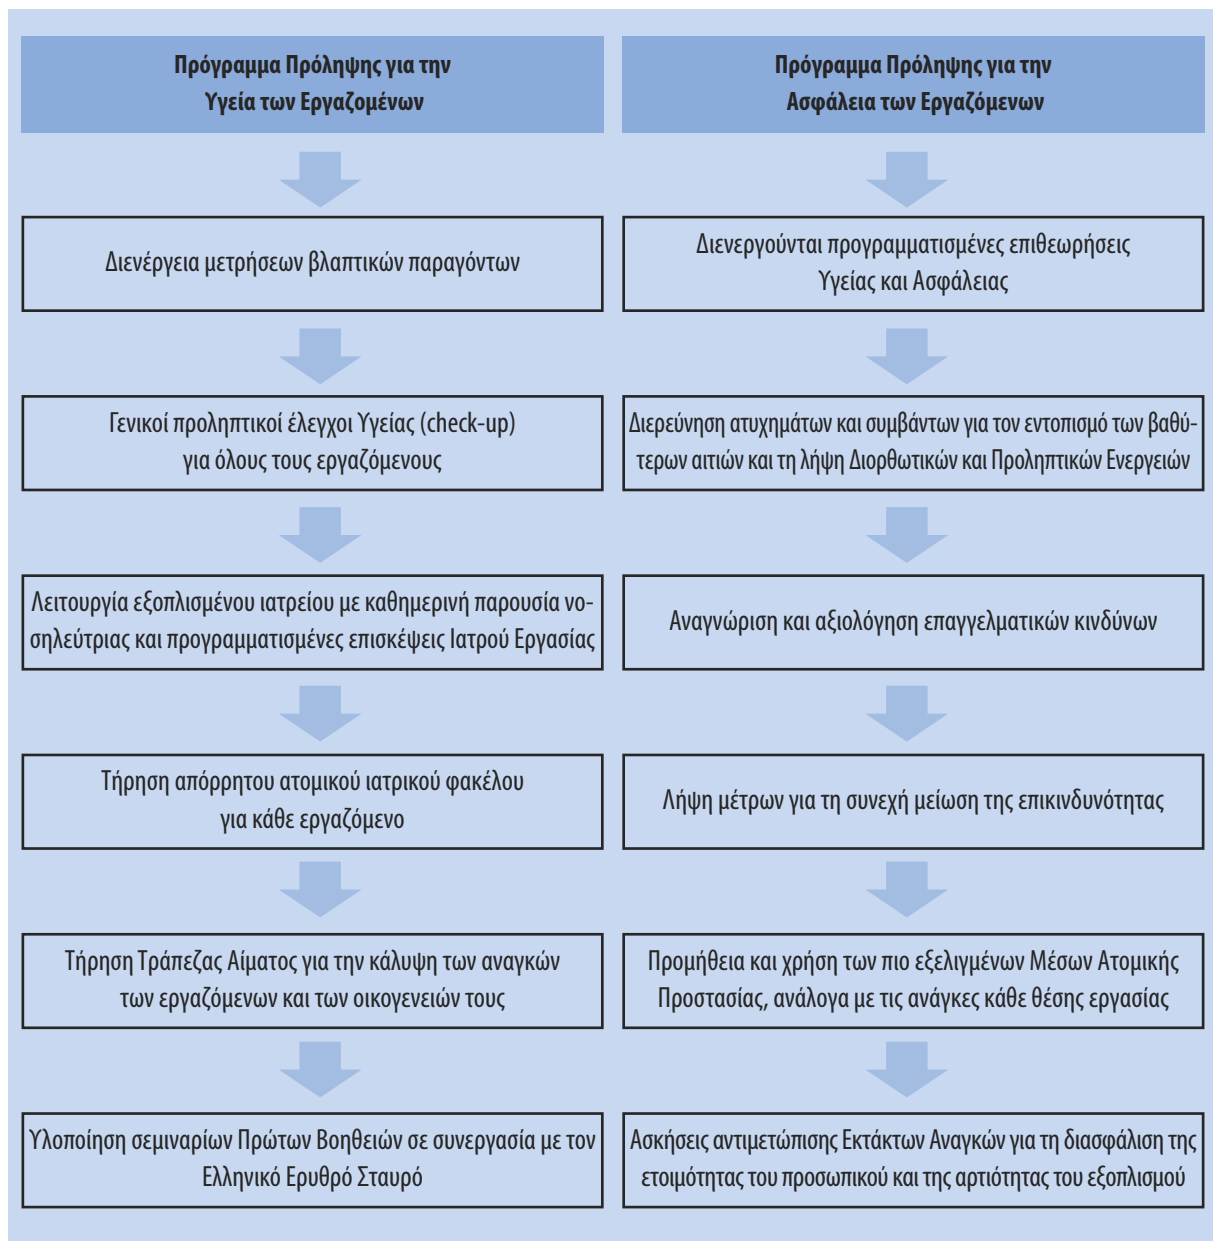 Πρόγραμμα Πρόληψης για την
Υγεία των Εργαζομένων
Διενέργεια μετρήσεων βλαπτικών παραγόντων
Γενικοί προληπτικοί έλεγχοι Υγείας (check-up)
για όλους τους εργαζόμενους
Λειτουργία εξοπλισμένου ιατρείου με καθημερινή παρουσία νο-
σηλεύτριας και προγραμματισμένες επισκέψεις Ιατρού Εργασίας
Τήρηση απόρρητου ατομικού ιατρικού φακέλου
για κάθε εργαζόμενο
Τήρηση Τράπεζας Αίματος για την κάλυψη των αναγκών
των εργαζόμενων και των οικογενειών τους
Υλοποίηση σεμιναρίων Πρώτων Βοηθειών σε συνεργασία με τον
Ελληνικό Ερυθρό Σταυρό
Πρόγραμμα Πρόληψης για την
Ασφάλεια των Εργαζόμενων
Διενεργούνται προγραμματισμένες επιθεωρήσεις
Υγείας και Ασφάλειας
Διερεύνηση ατυχημάτων και συμβάντων για τον εντοπισμό των βαθύ-
τερων αιτιών και τη λήψη Διορθωτικών και Προληπτικών Ενεργειών
Αναγνώριση και αξιολόγηση επαγγελματικών κινδύνων
Λήψη μέτρων για τη συνεχή μείωση της επικινδυνότητας
Προμήθεια και χρήση των πιο εξελιγμένων Μέσων Ατομικής
Προστασίας, ανάλογα με τις ανάγκες κάθε θέσης εργασίας
Ασκήσεις αντιμετώπισης Εκτάκτων Αναγκών για τη διασφάλιση της
ετοιμότητας του προσωπικού και της αρτιότητας του εξοπλισμού